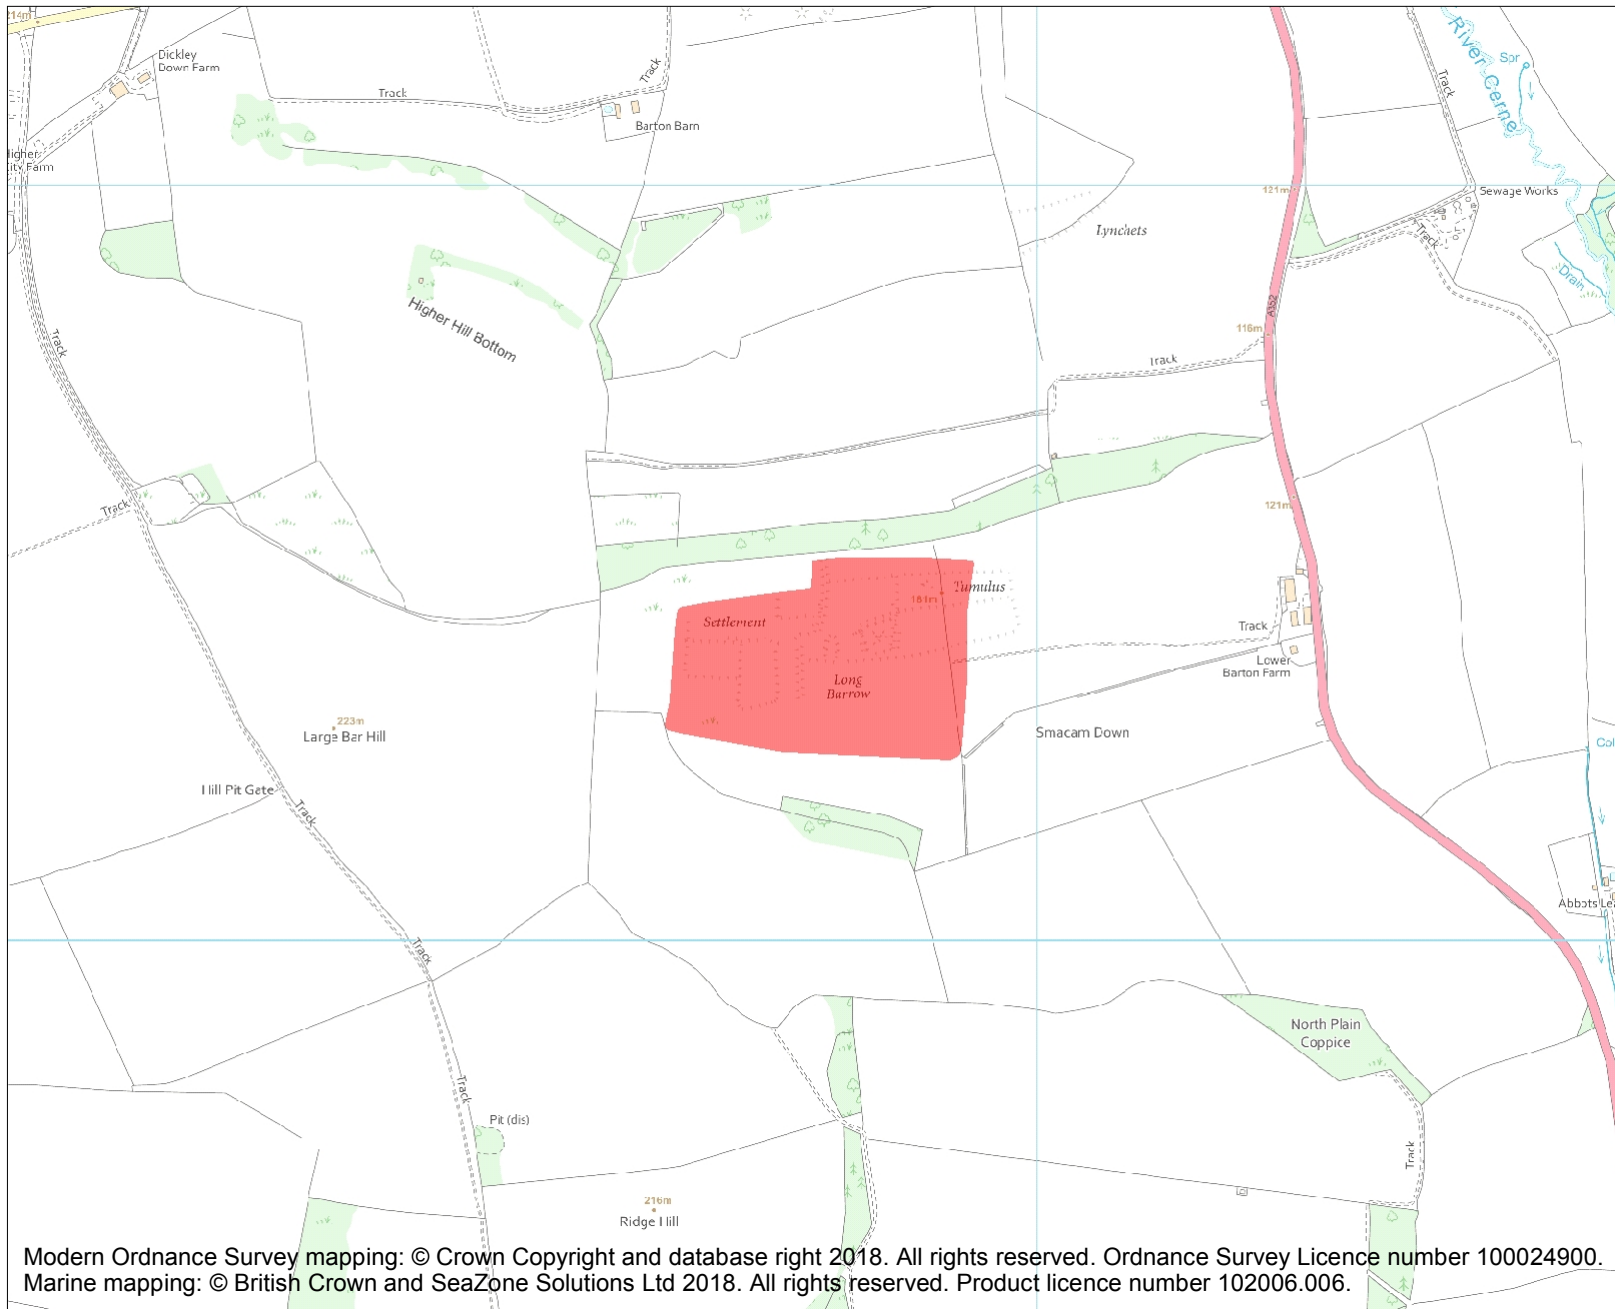 214m
Dickley
Down Farm
Track
Track
Barton Barn
Track
River Cerne
Spr
Sewage Works
Track
Drain
121m
Lynchets
A352
116m
Track
Higher Hill Bottom
Track
Track
121m
Tumulus
181m
Settlement
Long
Barrow
Track
Lower
Barton Farm
Smacam Down
223m
Large Bar Hill
Hill Pit Gate
Track
Track
North Plain
Coppice
Track
Pit (dis)
Track
216m
Ridge Hill
Modern Ordnance Survey mapping: © Crown Copyright and database right 2018. All rights reserved. Ordnance Survey Licence number 100024900.
Marine mapping: © British Crown and SeaZone Solutions Ltd 2018. All rights reserved. Product licence number 102006.006.